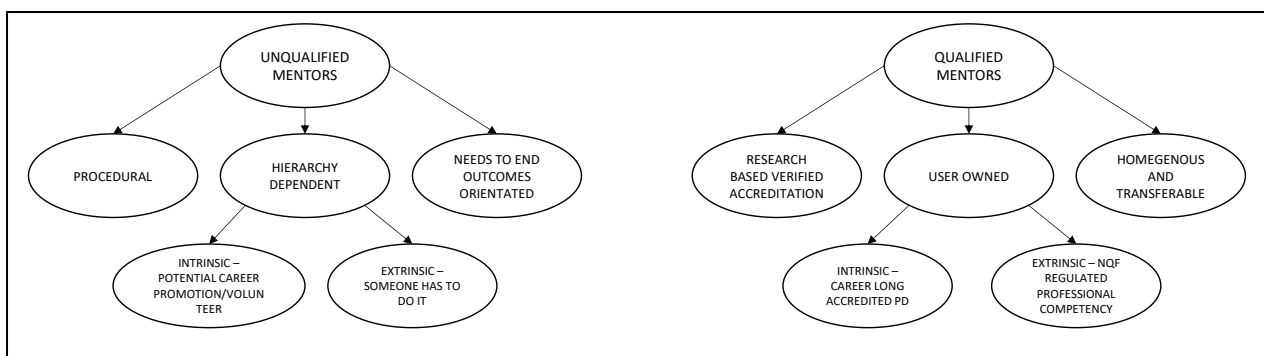 UNQUALIFIED
MENTORS
PROCEDURAL
HIERARCHY
DEPENDENT
NEEDS TO END
OUTCOMES
ORIENTATED
INTRINSIC –
POTENTIAL CAREER
PROMOTION/VOLUN
TEER
EXTRINSIC –
SOMEONE HAS TO
DO IT
QUALIFIED
MENTORS
RESEARCH
BASED VERIFIED
ACCREDITATION
USER OWNED
HOMEGENOUS
AND
TRANSFERABLE
INTRINSIC –
CAREER LONG
ACCREDITED PD
EXTRINSIC – NQF
REGULATED
PROFESSIONAL
COMPETENCY